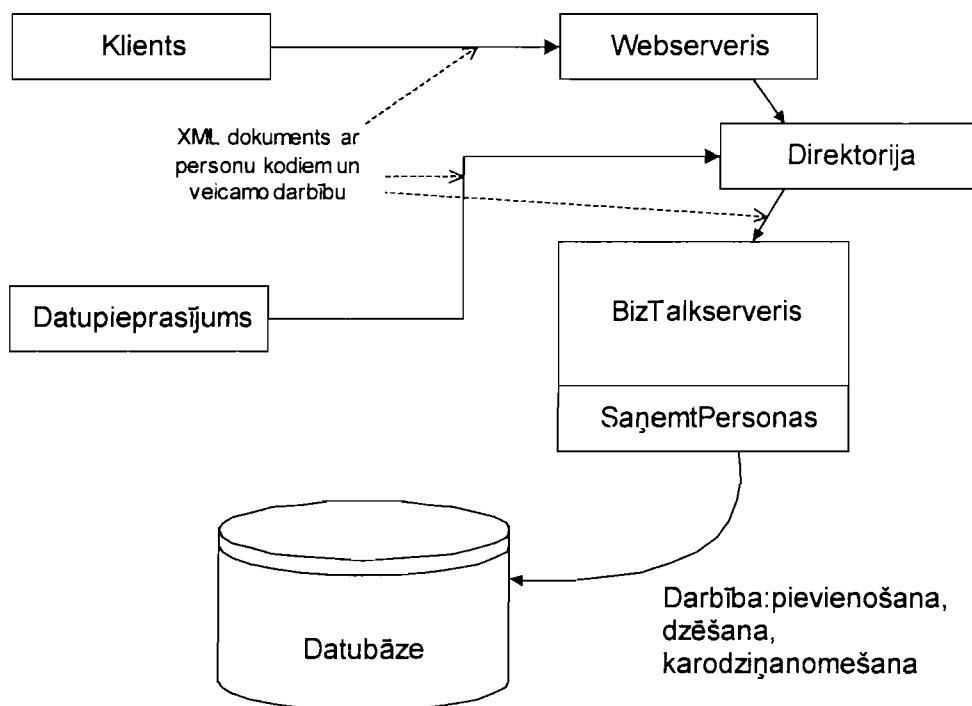 Klients
Webserveris
XML dokuments ar
personu kodiem un
veicamo darbību
Direktorija
Datupieprasījums
BizTalkserveris
SaņemtPersonas
Datubāze
Darbība:pievienošana,
dzēšana,
karodziņanomešana